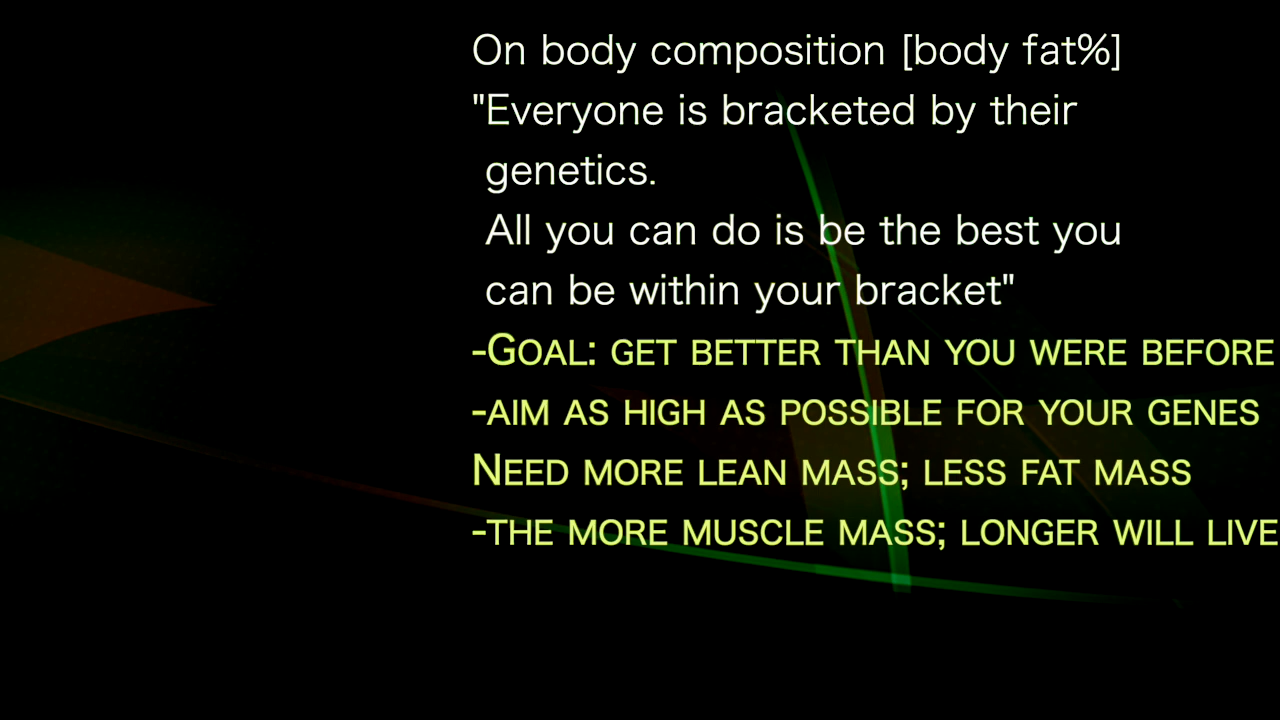 On body composition [body fat%]
"Everyone is bracketed by their
genetics.
All you can do is be the best you
can be within your bracket"
-GOAL: GET BETTER THAN YOU WERE BEFORE
-AIM AS HIGH AS POSSIBLE FOR YOUR GENES
NEED MORE LEAN MASS; LESS FAT MASS
-THE MORE MUSCLE MASS; LONGER WILL LIVE